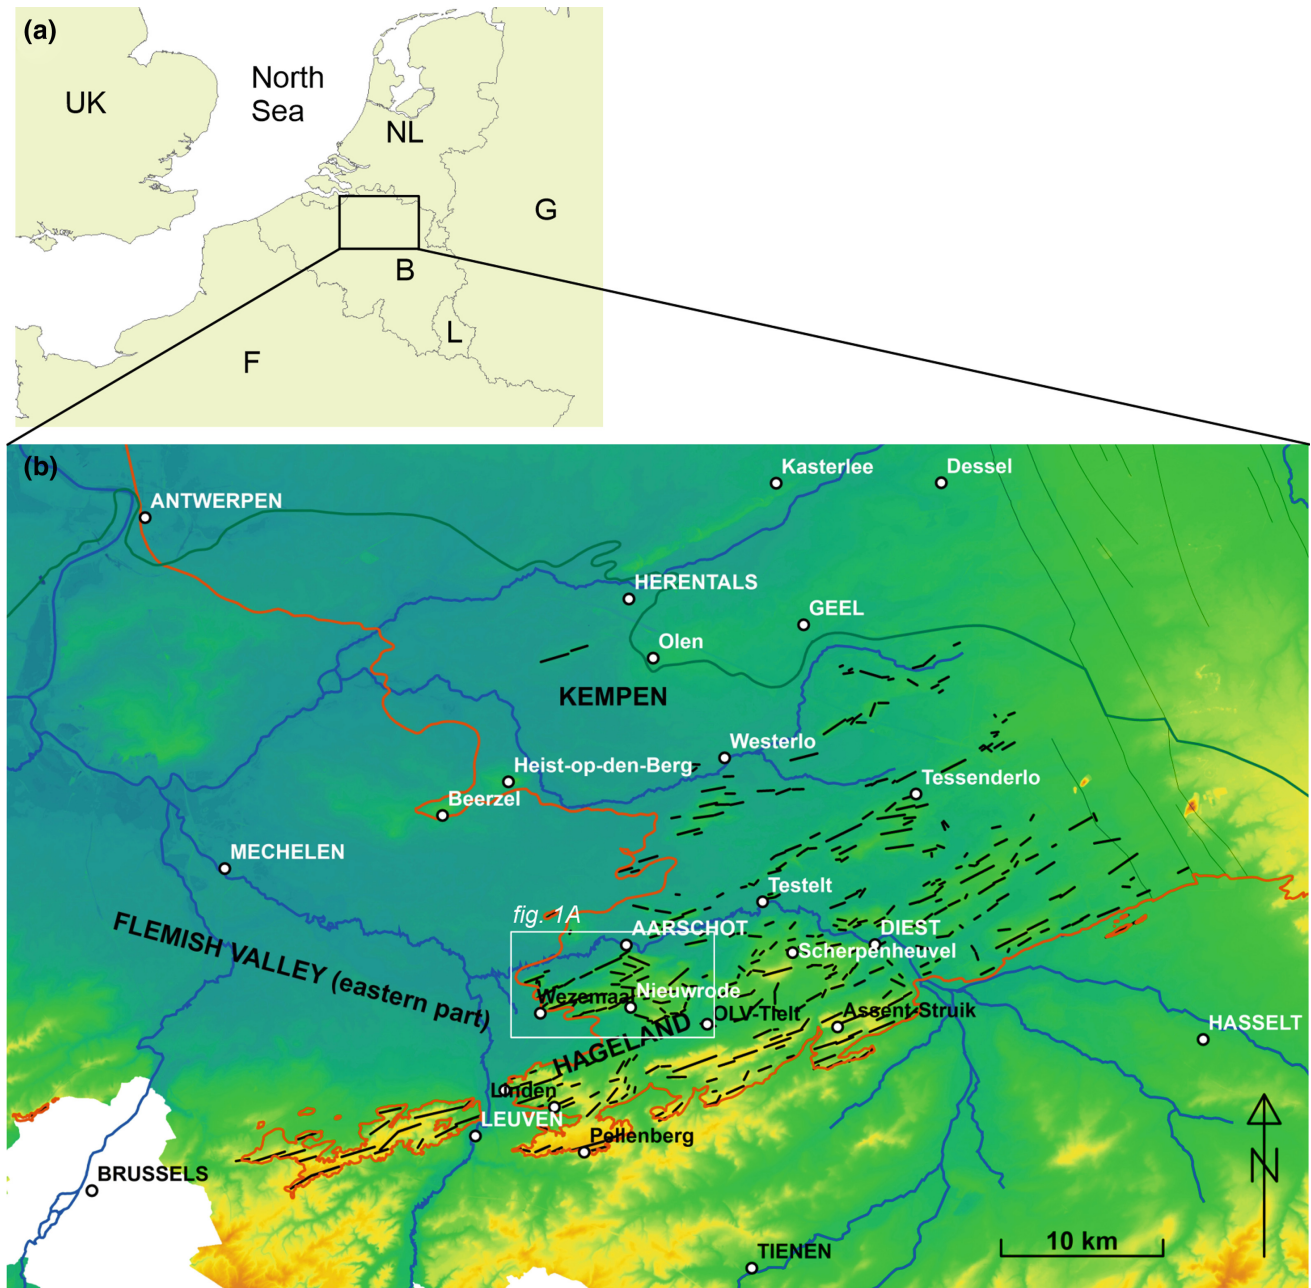 (a)
UK
North
Sea
NL
G
B
L
F
(b)
Kasterlee
Dessel
ANTWERPEN
HERENTALS
GEEL
Olen
KEMPEN
Westerlo
Heist-op-den-Berg
Tessenderlo
Beerzel
MECHELEN
Testelt
fig. 1A
FLEMISH VALLEY (eastern part)
AARSCHOT
DIEST
Scherpenheuvel
Wezemaal
Nieuwrode
OLV-Tielt
Assent-Struik
HASSELT
HAGELAND
Linden
LEUVEN
Pellenberg
BRUSSELS
N
10 km
TIENEN